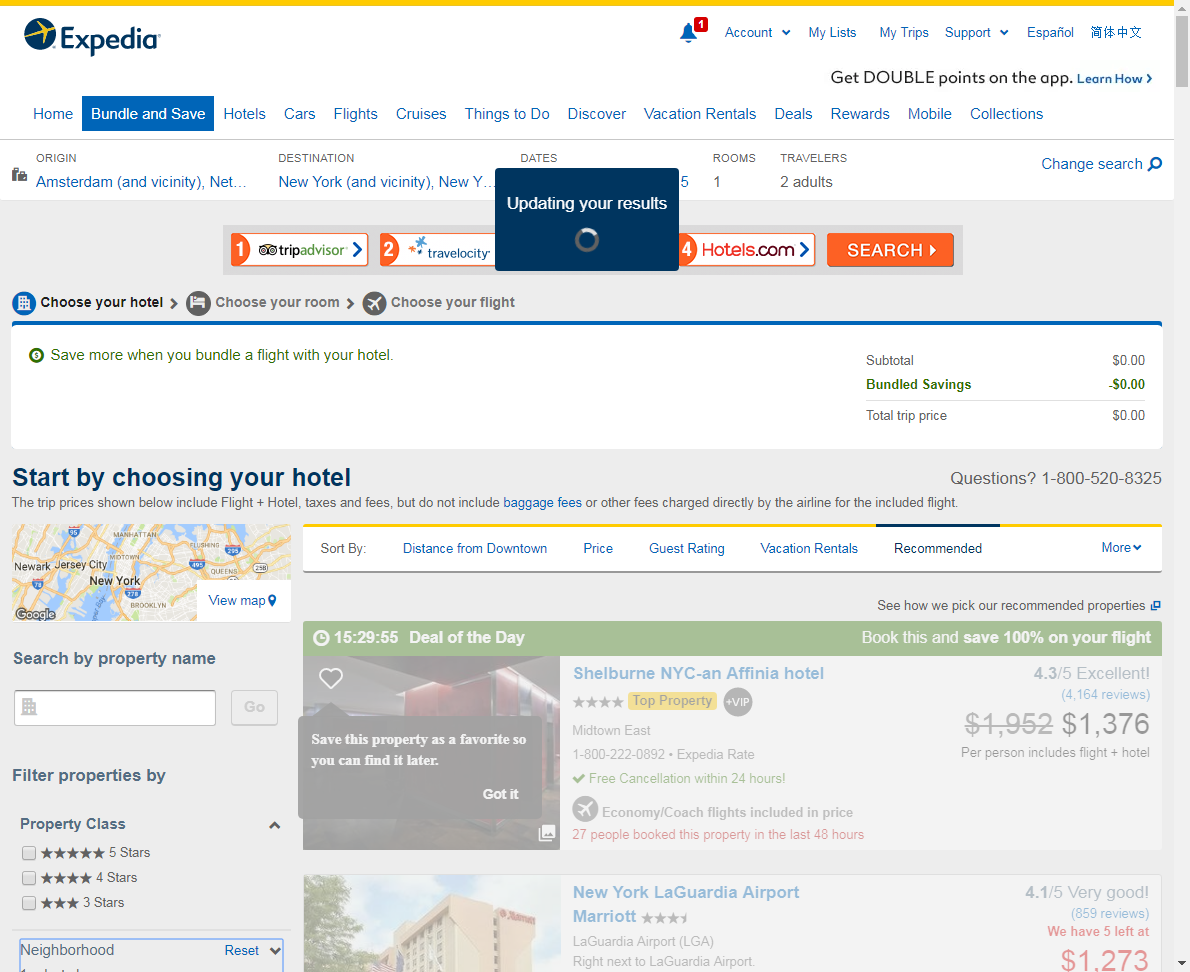 Expedia
1
Account
My Lists
My Trips
Support
Español
简体中文
Get DOUBLE points on the app. Learn How
Home
Bundle and Save
Hotels
Cars
Flights
Cruises
Things to Do
Discover
Vacation Rentals
Deals
Rewards
Mobile
Collections
ORIGIN
DESTINATION
DATES
ROOMS
TRAVELERS
Amsterdam (and vicinity), Net...
New York (and vicinity), New Y...
5
1
2 adults
Change search
Updating your results
1 tripadvisor
2 travelocity
4 Hotels.com
SEARCH
Choose your hotel
Choose your room
Choose your flight
Save more when you bundle a flight with your hotel.
Subtotal $0.00
Bundled Savings -$0.00
Total trip price $0.00
Start by choosing your hotel
Questions? 1-800-520-8325
The trip prices shown below include Flight + Hotel, taxes and fees, but do not include baggage fees or other fees charged directly by the airline for the included flight.
MANHATTAN
FLUSHING
95
295
MIDTOWN
Newark
Jersey City
495
QUEENS
25B
New York
78
278
BROOKLYN
Google
View map
Sort By:
Distance from Downtown
Price
Guest Rating
Vacation Rentals
Recommended
More
See how we pick our recommended properties
Search by property name
Go
Filter properties by
Property Class
5 Stars
4 Stars
3 Stars
Neighborhood
Reset
15:29:55 Deal of the Day
Book this and save 100% on your flight
Save this property as a favorite so
you can find it later.
Got it
Shelburne NYC-an Affinia hotel
Top Property
+VIP
Midtown East
1-800-222-0892 • Expedia Rate
Free Cancellation within 24 hours!
Economy/Coach flights included in price
27 people booked this property in the last 48 hours
4.3/5 Excellent!
(4,164 reviews)
$1,952 $1,376
Per person includes flight + hotel
Marriott
New York LaGuardia Airport
Marriott
LaGuardia Airport (LGA)
Right next to LaGuardia Airport.
4.1/5 Very good!
(859 reviews)
We have 5 left at
$1,273